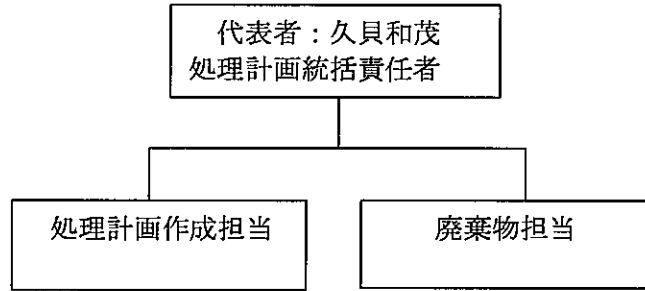 代表者：久貝和茂
処理計画統括責任者
処理計画作成担当
廃棄物担当